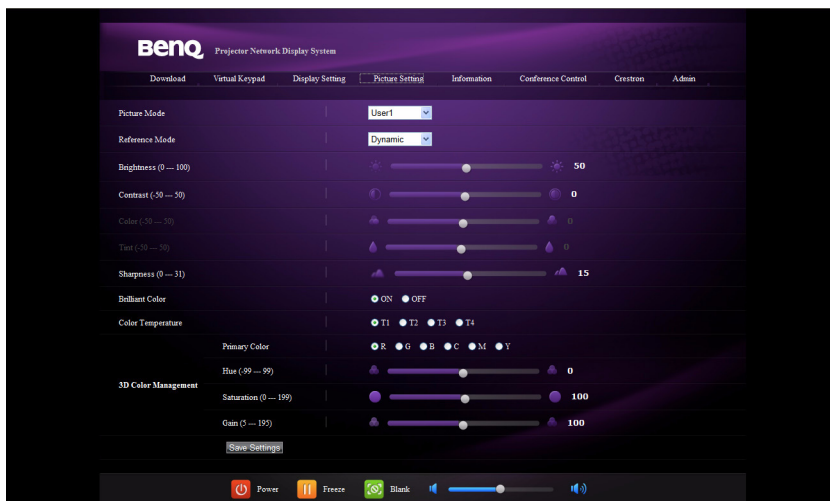 BenQ Projector Network Display System
Download Virtual Keypad Display Setting Picture Setting Information Conference Control Crestron Admin
Picture Mode User1
Reference Mode Dynamic
Brightness (0 --- 100) 50
Contrast (-50 --- 50) 0
Color (-50 --- 50) 0
Tint (-50 --- 50) 0
Sharpness (0 --- 31) 15
Brilliant Color ON OFF
Color Temperature T1 T2 T3 T4
Primary Color R G B C M Y
Hue (-99 --- 99) 0
3D Color Management
Saturation (0 --- 199) 100
Gain (5 --- 195) 100
Save Settings
Power Freeze Blank